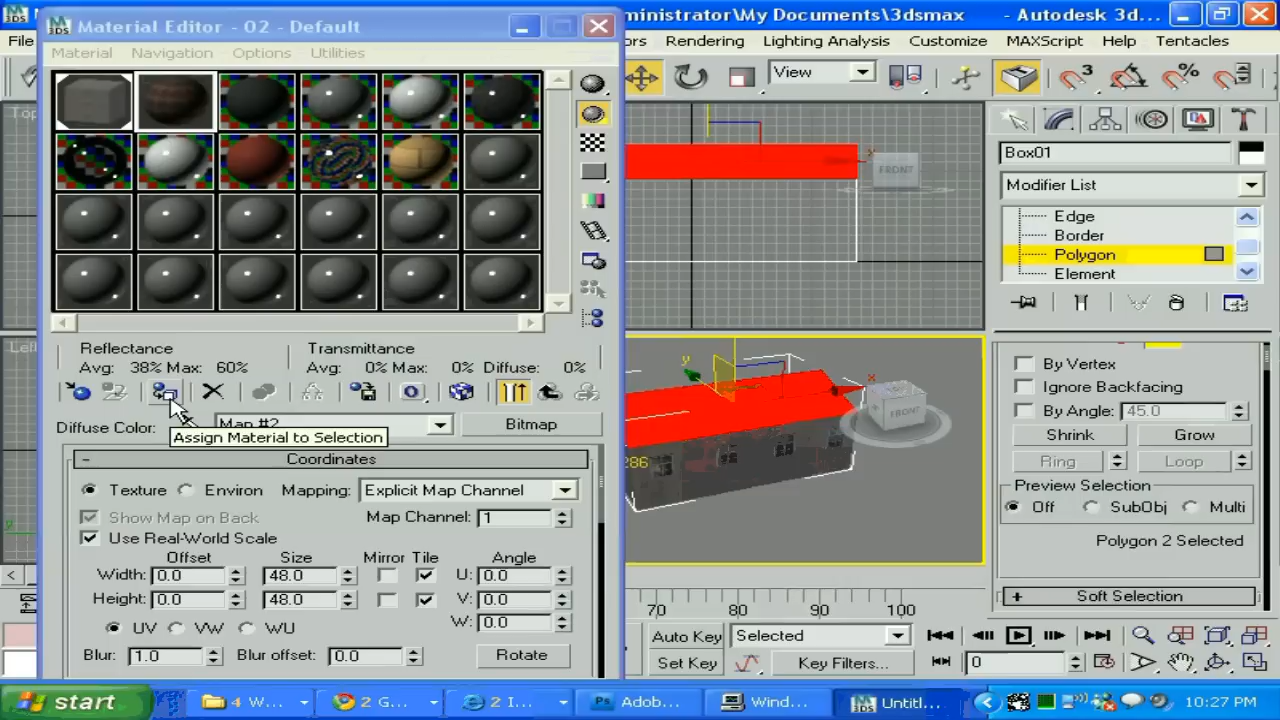 Material Editor - 02 - Default
ministrator\My Documents\3dsmax
- Autodesk 3d...
Material Navigation Options Utilities
File
Rendering Lighting Analysis Customize MAXScript Help Tentacles
View
3
%
Top
FRONT
Box01
Modifier List
Edge
Border
Polygon
Element
Reflectance
Transmittance
Avg: 38% Max: 60%
Avg: 0% Max: 0% Diffuse: 0%
Left
y
x
FRONT
286
By Vertex
Ignore Backfacing
By Angle: 45.0
Shrink Grow
Ring Loop
Preview Selection
Off SubObj Multi
Polygon 2 Selected
+ Soft Selection
0
Diffuse Color: Map #2 Bitmap
Assign Material to Selection
- Coordinates
Texture Environ Mapping: Explicit Map Channel
Show Map on Back Map Channel: 1
Use Real-World Scale
Offset Size Mirror Tile Angle
Width: 0.0 48.0 U: 0.0
Height: 0.0 48.0 V: 0.0
W: 0.0
UV VW WU
Blur: 1.0 Blur offset: 0.0 Rotate
70 80 90 100
Auto Key Selected
Set Key Key Filters... 0
start 4 W... 2 G... 2 I... Adob... Wind... Untitl... 10:27 PM